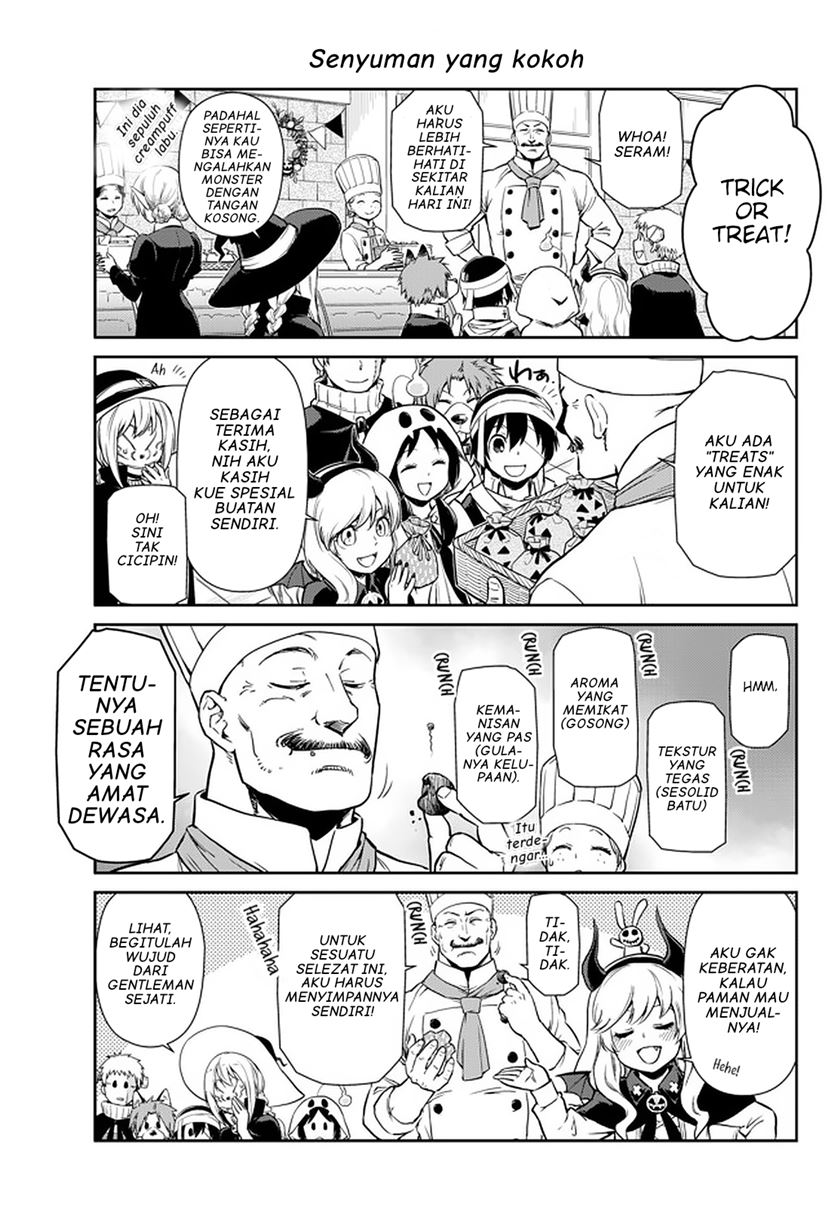 Senyuman yang kokoh
TRICK
OR
TREAT!
WHOA!
SERAM!
AKU
HARUS
LEBIH
BERHATI-
HATI DI
SEKITAR
KALIAN
HARI INI!
PADAHAL
SEPERTI-
NYA KAU
BISA ME-
NGALAHKAN
MONSTER
DENGAN
TANGAN
KOSONG.
Ini dia
sepuluh
creampuff
labu.
AKU ADA
"TREATS"
YANG ENAK
UNTUK
KALIAN!
わぁ
SEBAGAI
TERIMA
KASIH,
NIH AKU
KASIH
KUE SPESIAL
BUATAN
SENDIRI.
Ah
OH!
SINI
TAK
CICIPIN!
HMM,
CRUNCH
TEKSTUR
YANG
TEGAS
(SESOLID
BATU)
CRUNCH
AROMA
YANG
MEMIKAT
(GOSONG)
CRUNCH
KEMA-
NISAN
YANG PAS
(GULA-
NYA KELU-
PAAN).
CRUNCH
Itu
terde-
ngar...
TENTU-
NYA
SEBUAH
RASA
YANG
AMAT
DEWASA.
AKU GAK
KEBERATAN,
KALAU
PAMAN MAU
MENJUAL-
NYA!
Hehe!
TI-
DAK,
TI-
DAK.
CRUNCH
UNTUK
SESUATU
SELEZAT INI,
AKU HARUS
MENYIMPANNYA
SENDIRI!
Hahahaha
LIHAT,
BEGITULAH
WUJUD
DARI
GENTLEMAN
SEJATI.